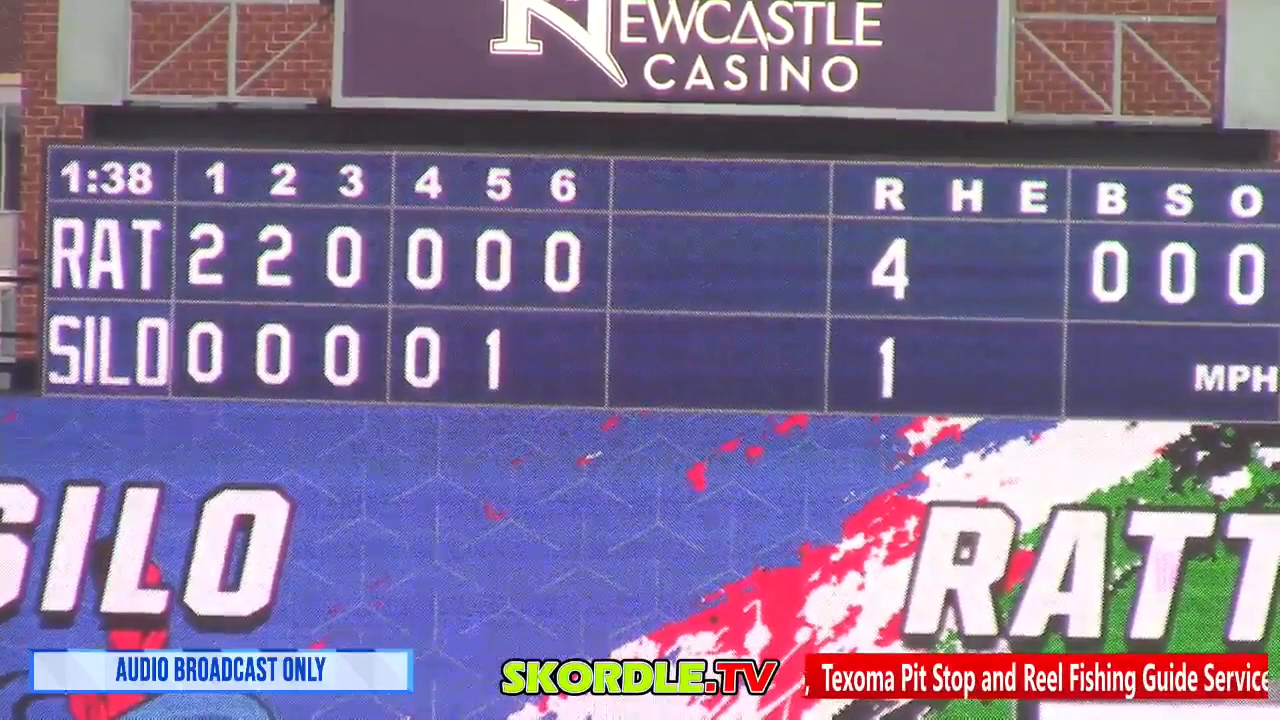 NEWCASTLE
CASINO
1:38 1 2 3 4 5 6 R H E B S O
RAT 2 2 0 0 0 0 4 0 0 0
SILO 0 0 0 0 1 1 MPH
SILO
RATT
AUDIO BROADCAST ONLY
SKORDLE.TV
, Texoma Pit Stop and Reel Fishing Guide Service